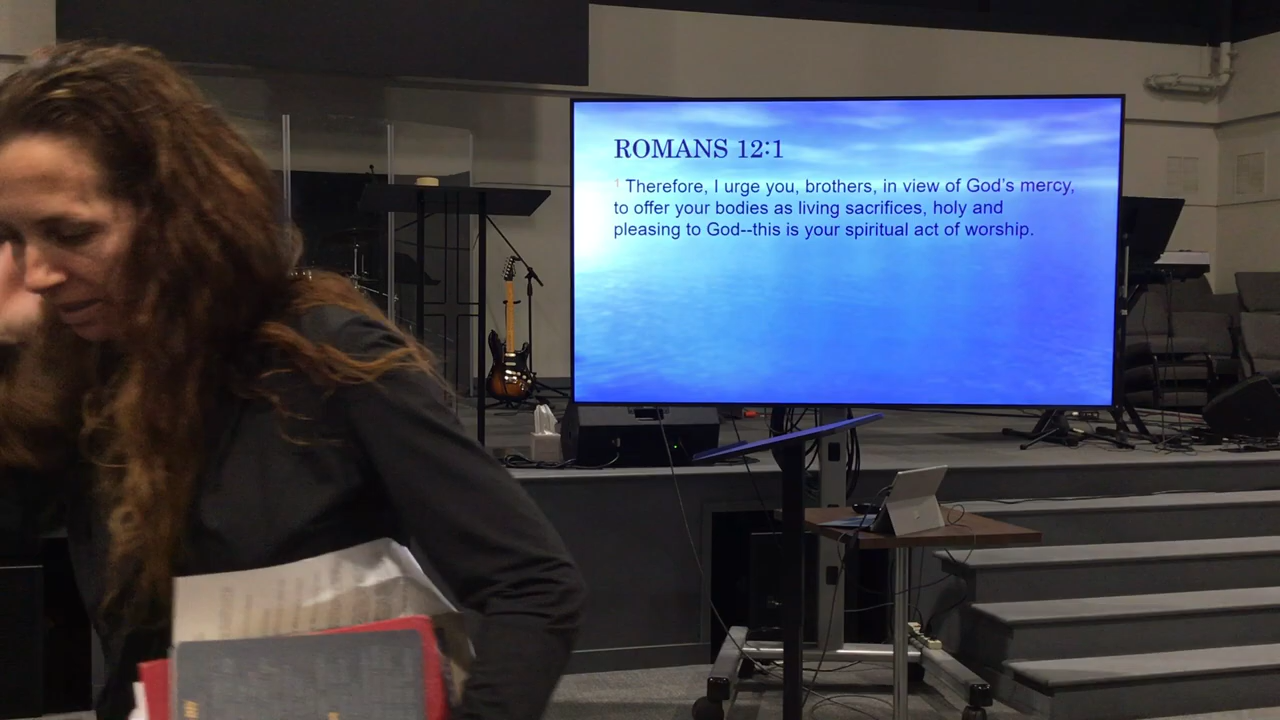 ROMANS 12:1
1 Therefore, I urge you, brothers, in view of God's mercy,
to offer your bodies as living sacrifices, holy and
pleasing to God--this is your spiritual act of worship.